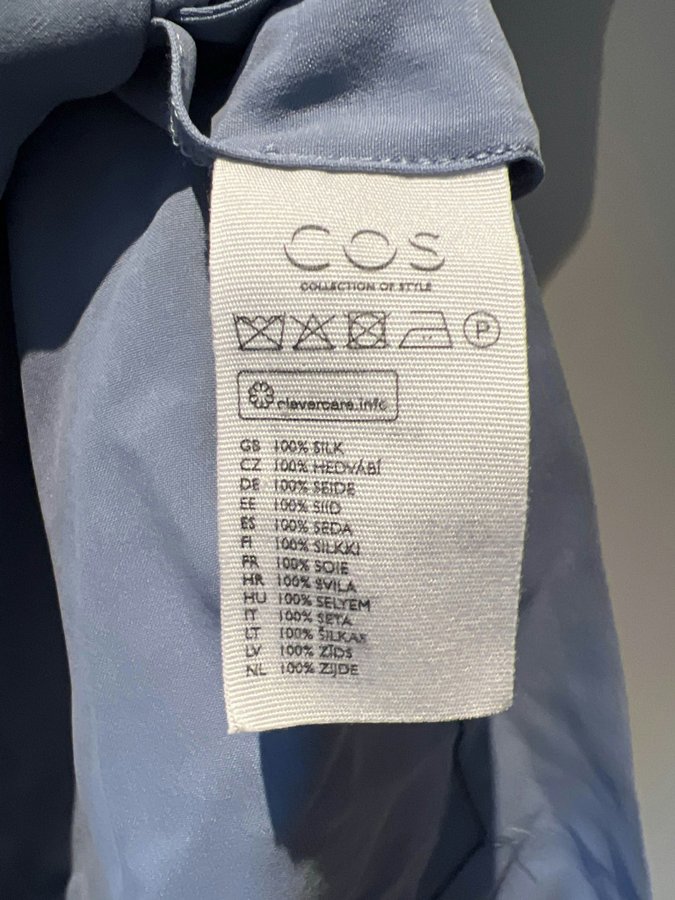 COS
COLLECTION OF STYLE
P
clevercare.info
GB 100% SILK
CZ 100% HEDVÁBÍ
DE 100% SEIDE
EE 100% SIID
ES 100% SEDA
FI 100% SILKKI
FR 100% SOIE
HR 100% SVILA
HU 100% SELYEM
IT 100% SETA
LT 100% ŠILKAS
LV 100% ZĪDS
NL 100% ZIJDE